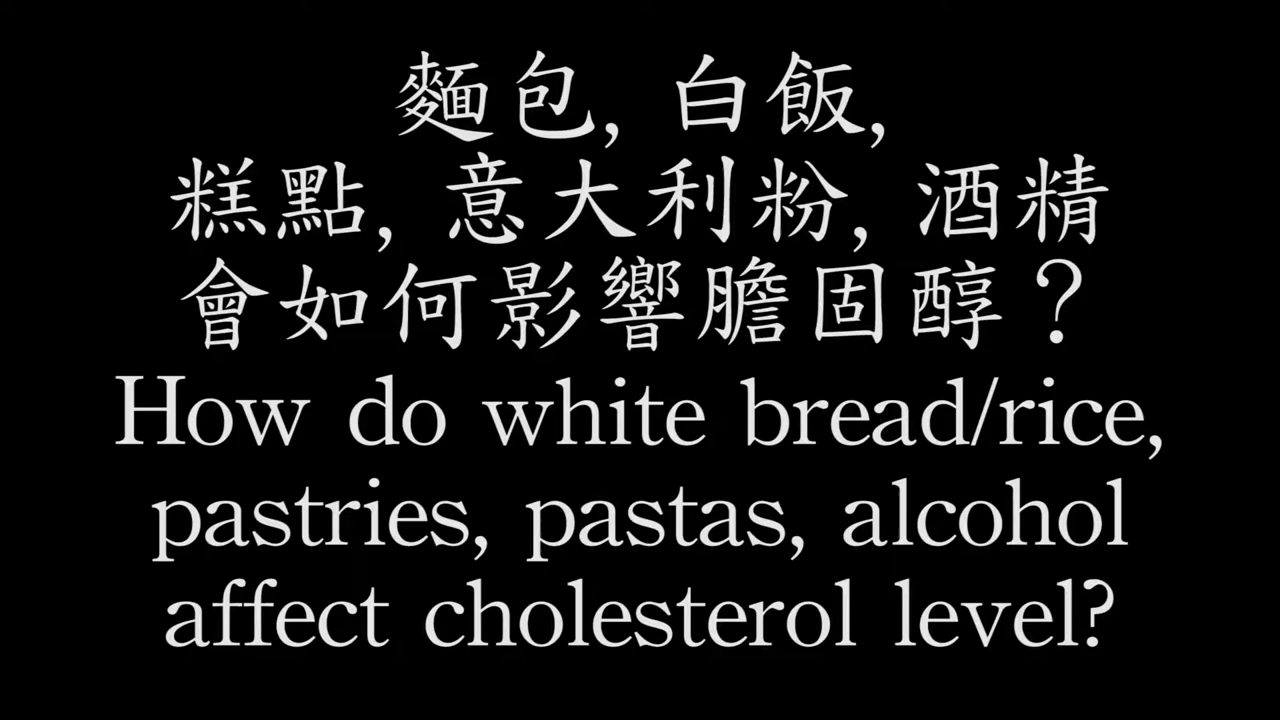 麵包, 白飯,
糕點, 意大利粉, 酒精
會如何影響膽固醇？
How do white bread/rice,
pastries, pastas, alcohol
affect cholesterol level?